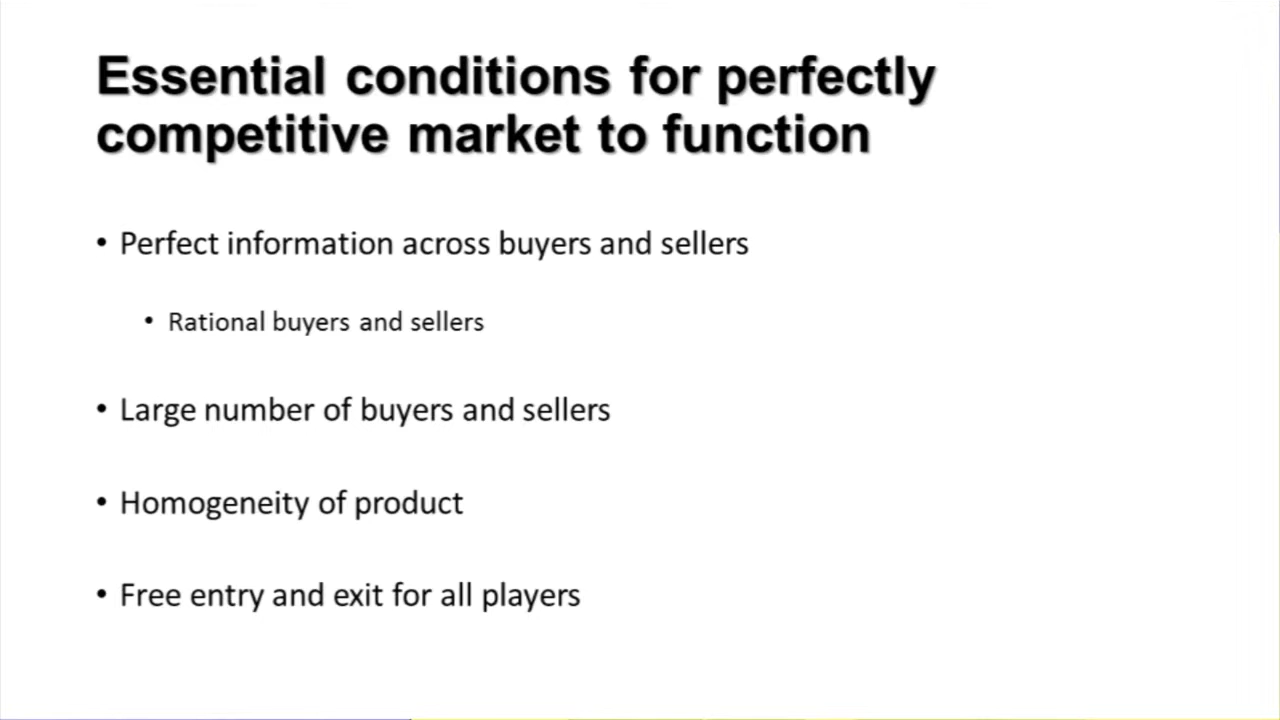 Essential conditions for perfectly
competitive market to function
• Perfect information across buyers and sellers
• Rational buyers and sellers
• Large number of buyers and sellers
• Homogeneity of product
• Free entry and exit for all players